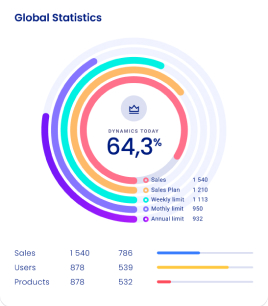 Global Statistics
DYNAMICS TODAY
64,3%
Sales 1 540
Sales Plan 1 210
Weekly limit 1 113
Mothly limit 950
Annual limit 932
Sales 1 540 786
Users 878 539
Products 878 532